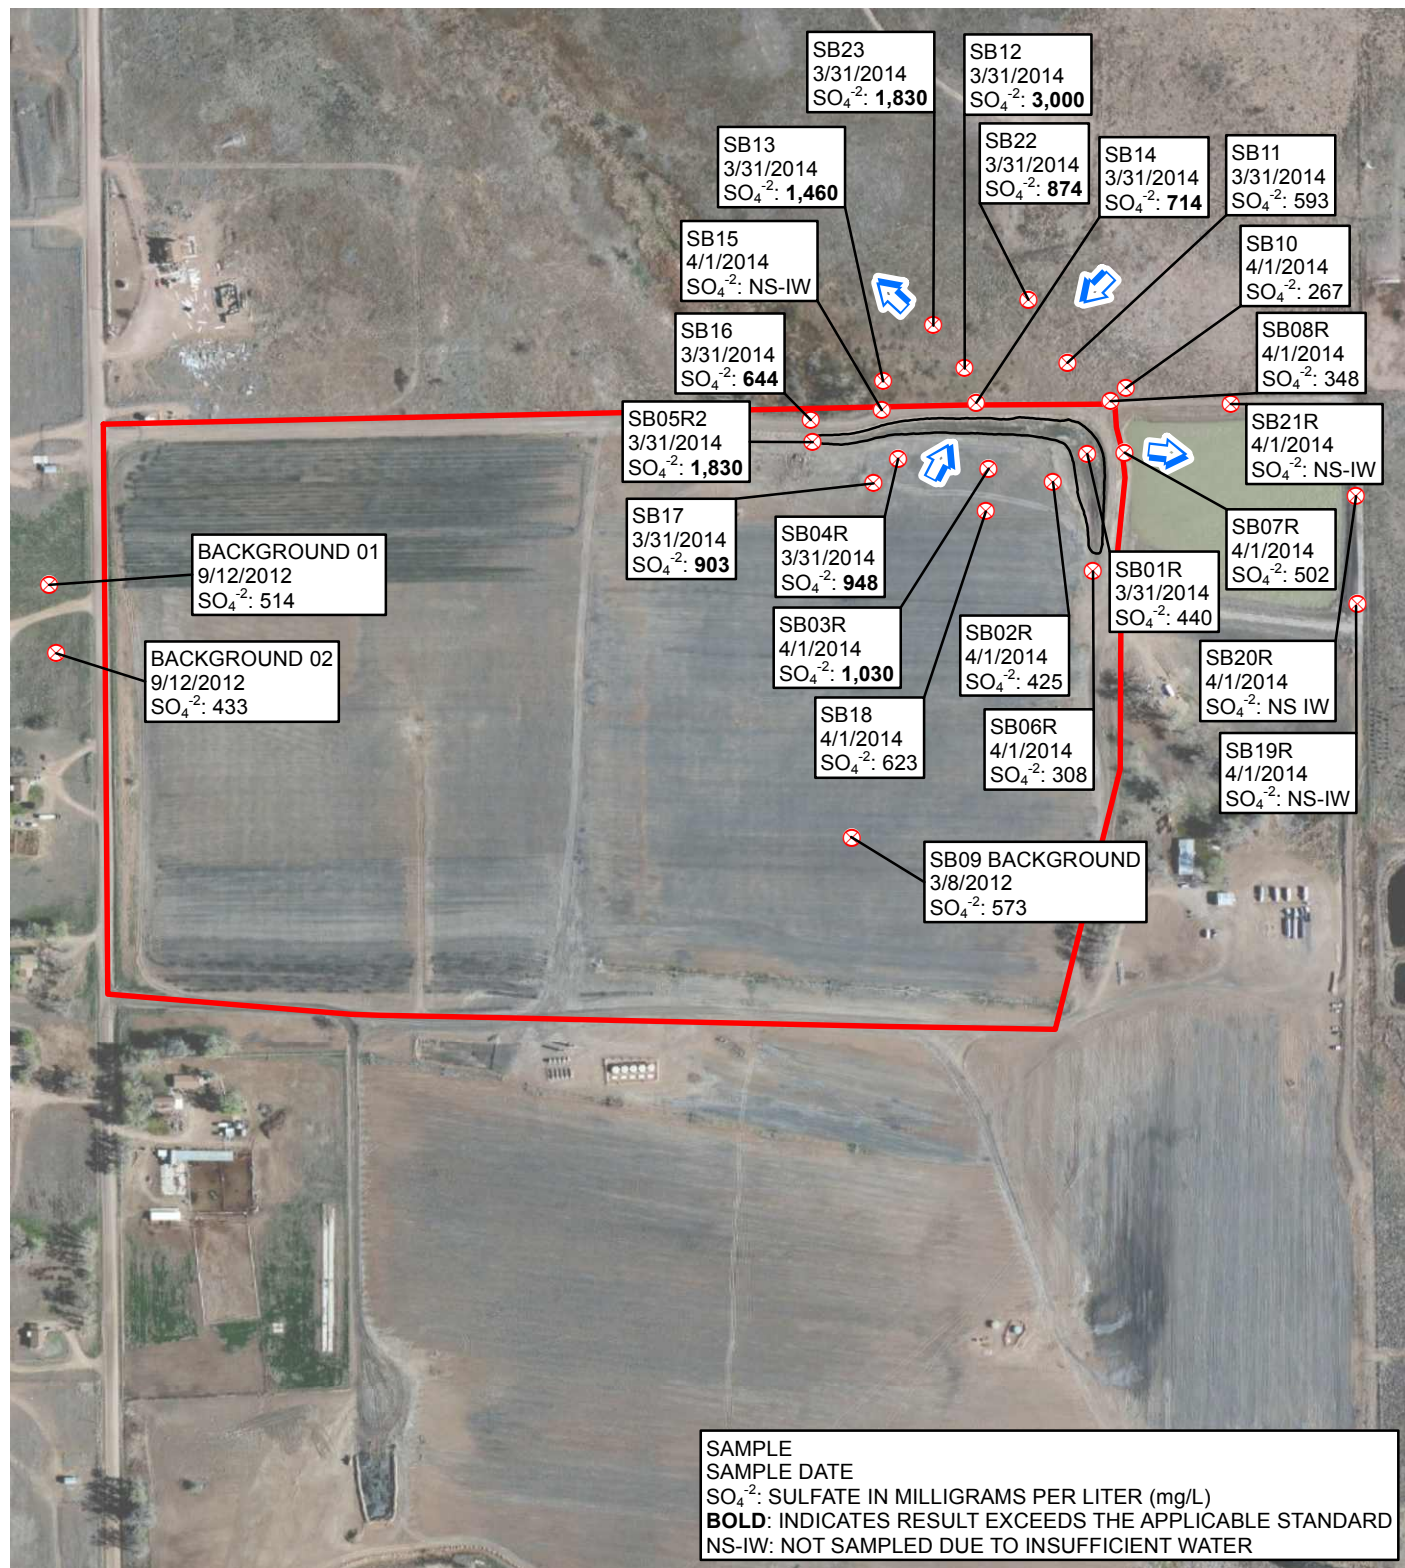 SB23
3/31/2014
SO₄⁻²: 1,830
SB12
3/31/2014
SO₄⁻²: 3,000
SB13
3/31/2014
SO₄⁻²: 1,460
SB22
3/31/2014
SO₄⁻²: 874
SB14
3/31/2014
SO₄⁻²: 714
SB11
3/31/2014
SO₄⁻²: 593
SB15
4/1/2014
SO₄⁻²: NS-IW
SB10
4/1/2014
SO₄⁻²: 267
SB16
3/31/2014
SO₄⁻²: 644
SB08R
4/1/2014
SO₄⁻²: 348
SB05R2
3/31/2014
SO₄⁻²: 1,830
SB21R
4/1/2014
SO₄⁻²: NS-IW
SB17
3/31/2014
SO₄⁻²: 903
SB04R
3/31/2014
SO₄⁻²: 948
SB07R
4/1/2014
SO₄⁻²: 502
BACKGROUND 01
9/12/2012
SO₄⁻²: 514
SB01R
3/31/2014
SO₄⁻²: 440
SB03R
4/1/2014
SO₄⁻²: 1,030
SB02R
4/1/2014
SO₄⁻²: 425
BACKGROUND 02
9/12/2012
SO₄⁻²: 433
SB20R
4/1/2014
SO₄⁻²: NS IW
SB18
4/1/2014
SO₄⁻²: 623
SB06R
4/1/2014
SO₄⁻²: 308
SB19R
4/1/2014
SO₄⁻²: NS-IW
SB09 BACKGROUND
3/8/2012
SO₄⁻²: 573
SAMPLE
SAMPLE DATE
SO₄⁻²: SULFATE IN MILLIGRAMS PER LITER (mg/L)
BOLD: INDICATES RESULT EXCEEDS THE APPLICABLE STANDARD
NS-IW: NOT SAMPLED DUE TO INSUFFICIENT WATER